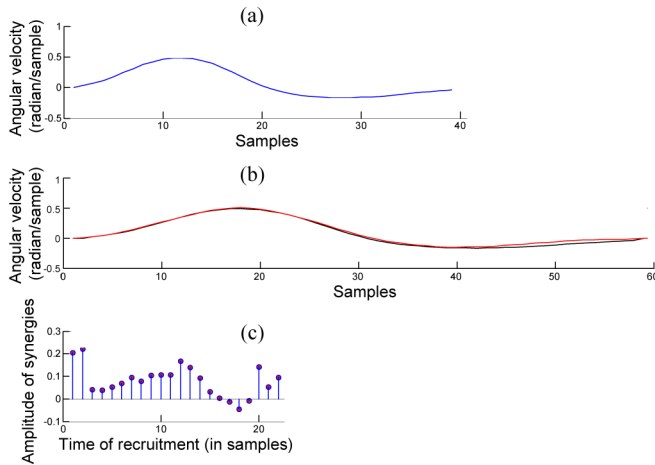 (a)
Angular velocity
(radian/sample)
1
0.5
0
-0.5
0
10
20
30
40
Samples
(b)
Angular velocity
(radian/sample)
1
0.5
0
-0.5
0
10
20
30
40
50
60
Samples
(c)
Amplitude of synergies
0.3
0.2
0.1
0
-0.1
10
20
Time of recruitment (in samples)